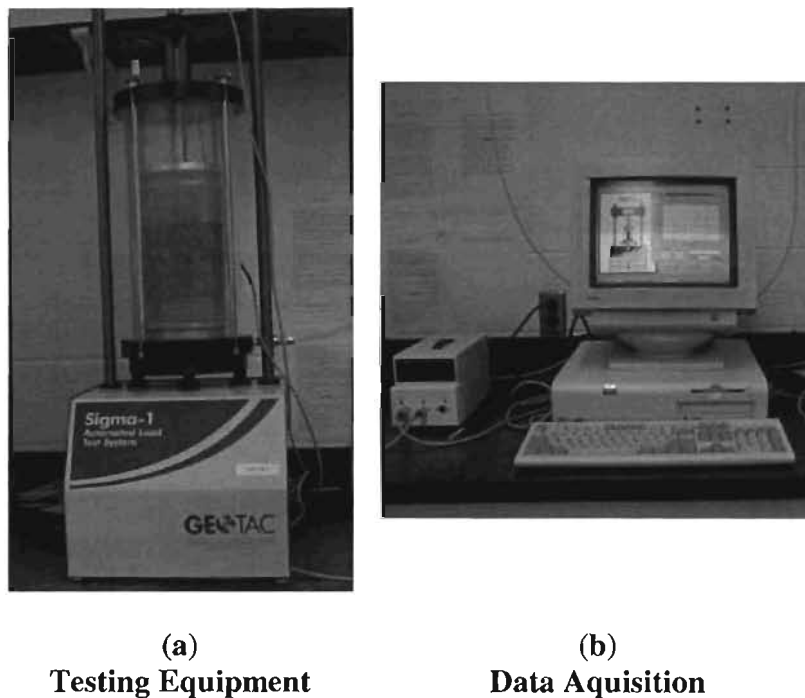 Sigma-1
Automated Load
Test System
GEOTAC
(a)
Testing Equipment
(b)
Data Aquisition